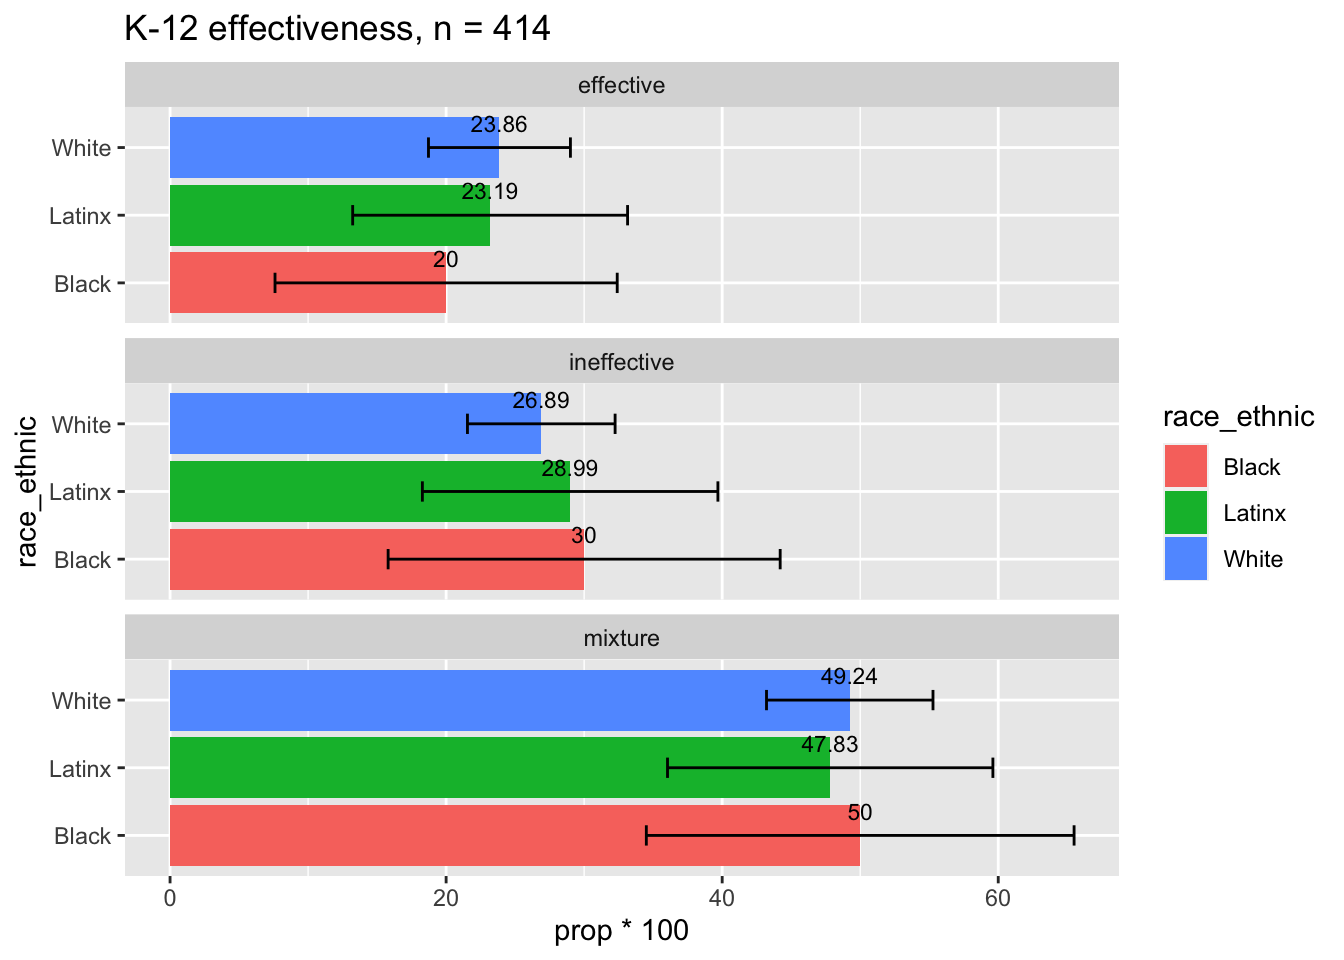 K-12 effectiveness, n = 414
effective
White
23.86
Latinx
23.19
Black
20
ineffective
White
26.89
Latinx
28.99
Black
30
mixture
White
49.24
Latinx
47.83
Black
50
0 20 40 60
prop * 100
race_ethnic
race_ethnic
Black
Latinx
White